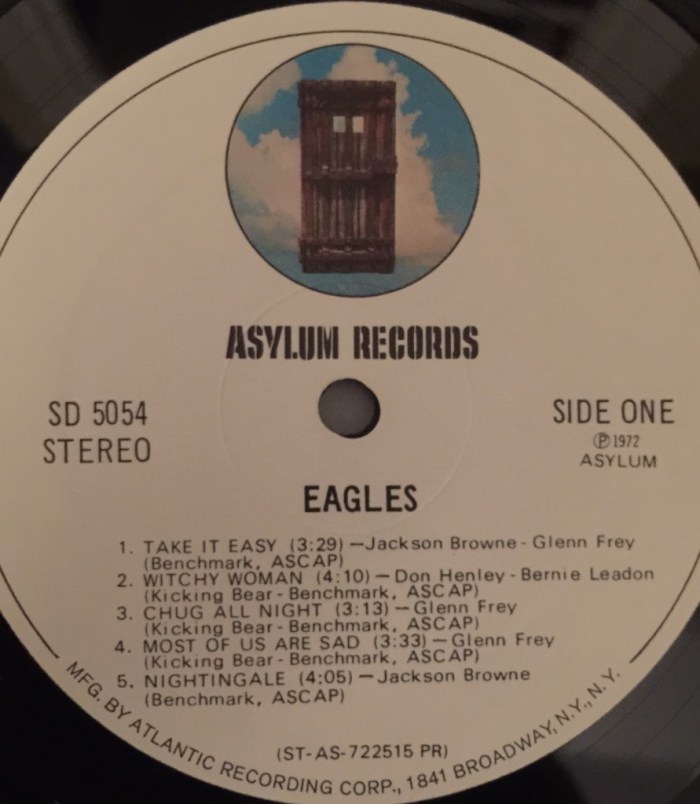 ASYLUM RECORDS
SD 5054
STEREO
SIDE ONE
Ⓟ1972
ASYLUM
EAGLES
1. TAKE IT EASY (3:29) —Jackson Browne - Glenn Frey
(Benchmark, ASCAP)
2. WITCHY WOMAN (4:10) — Don Henley - Bernie Leadon
(Kicking Bear - Benchmark, ASCAP)
3. CHUG ALL NIGHT (3:13) — Glenn Frey
(Kicking Bear - Benchmark, ASCAP)
4. MOST OF US ARE SAD (3:33) — Glenn Frey
(Kicking Bear - Benchmark, ASCAP)
5. NIGHTINGALE (4:05) — Jackson Browne
(Benchmark, ASCAP)
(ST-AS-722515 PR)
MFG. BY ATLANTIC RECORDING CORP., 1841 BROADWAY, N.Y., N.Y.